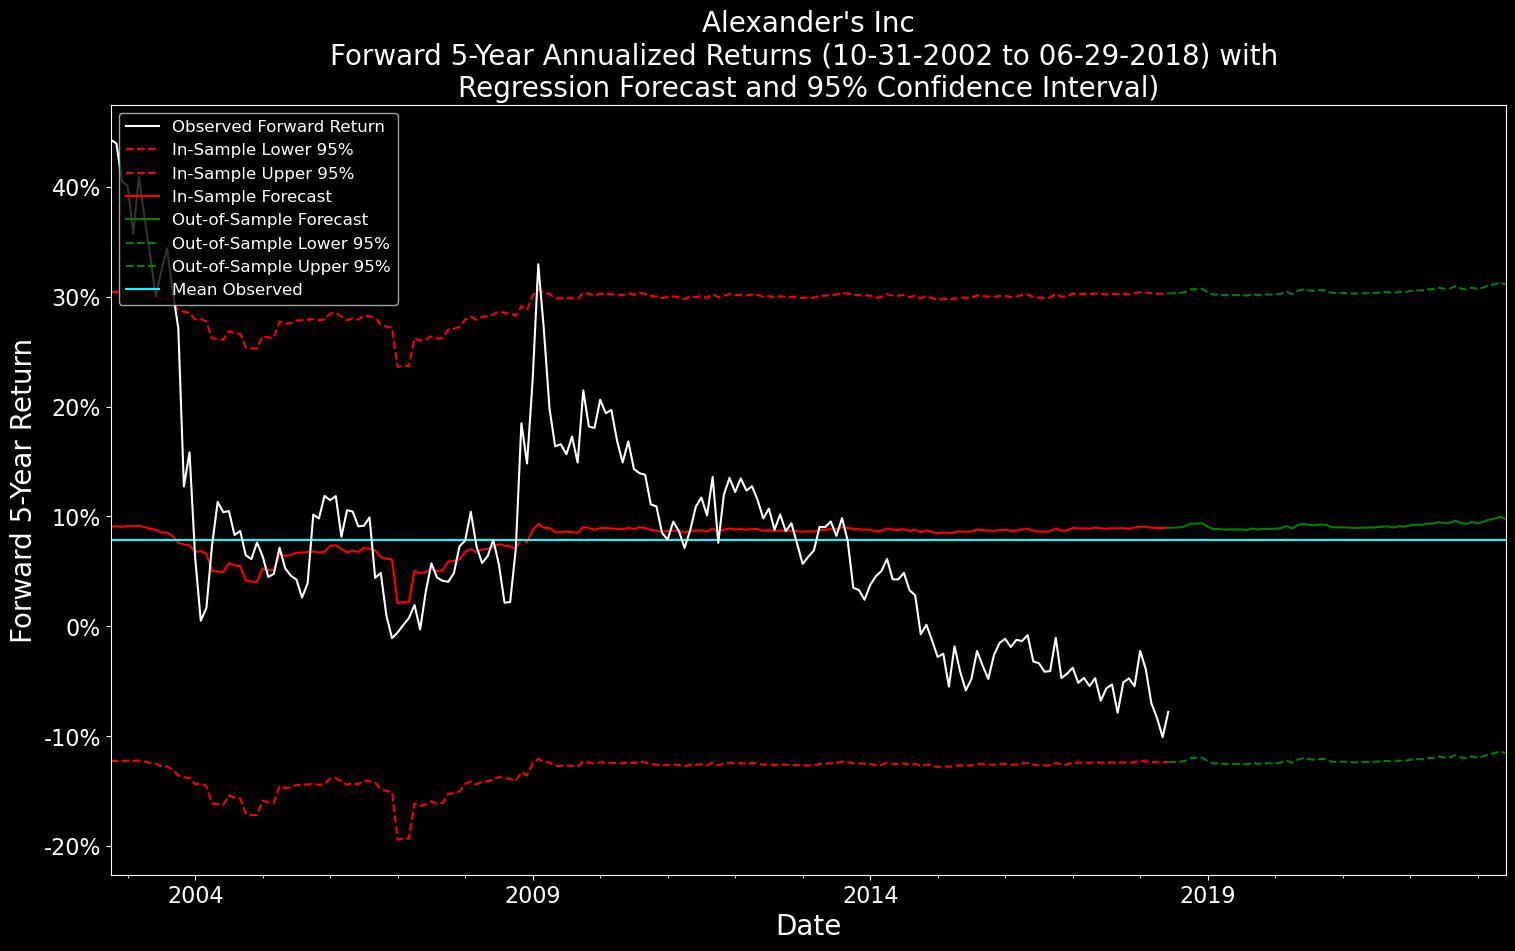 Alexander's Inc
Forward 5-Year Annualized Returns (10-31-2002 to 06-29-2018) with
Regression Forecast and 95% Confidence Interval)
Observed Forward Return
In-Sample Lower 95%
In-Sample Upper 95%
In-Sample Forecast
Out-of-Sample Forecast
Out-of-Sample Lower 95%
Out-of-Sample Upper 95%
Mean Observed
Forward 5-Year Return
40%
30%
20%
10%
0%
-10%
-20%
2004
2009
2014
2019
Date